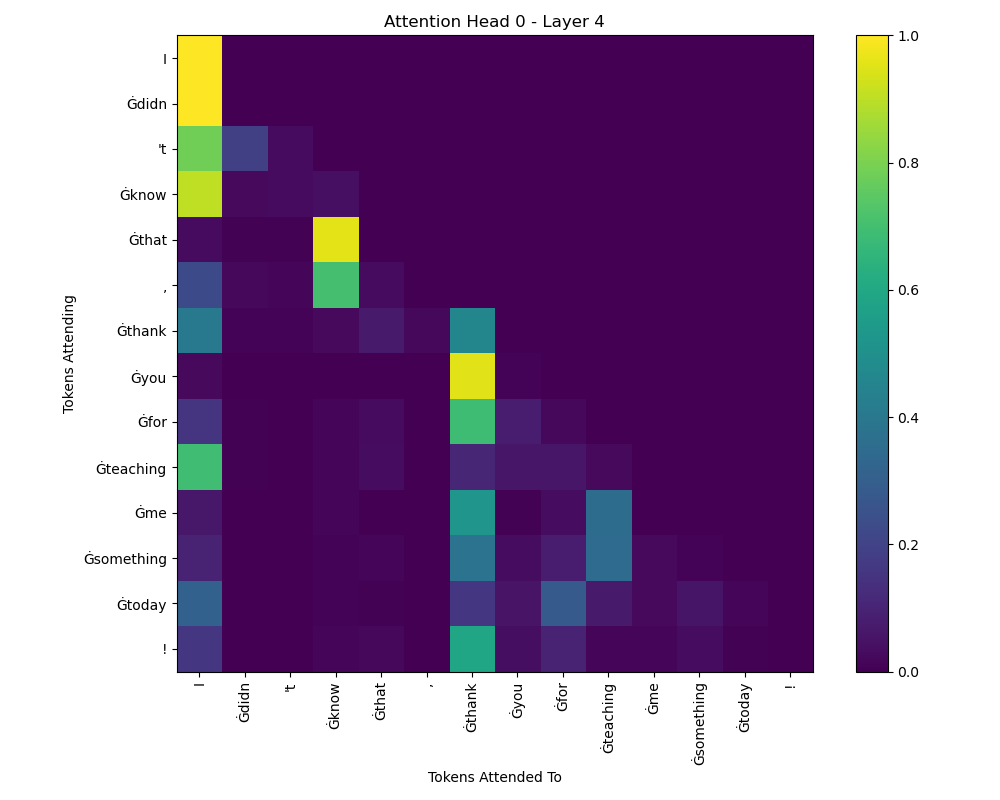 Attention Head 0 - Layer 4
Tokens Attending
I
Ġdidn
't
Ġknow
Ġthat
,
Ġthank
Ġyou
Ġfor
Ġteaching
Ġme
Ġsomething
Ġtoday
!
I
Ġdidn
't
Ġknow
Ġthat
,
Ġthank
Ġyou
Ġfor
Ġteaching
Ġme
Ġsomething
Ġtoday
!
Tokens Attended To
1.0
0.8
0.6
0.4
0.2
0.0